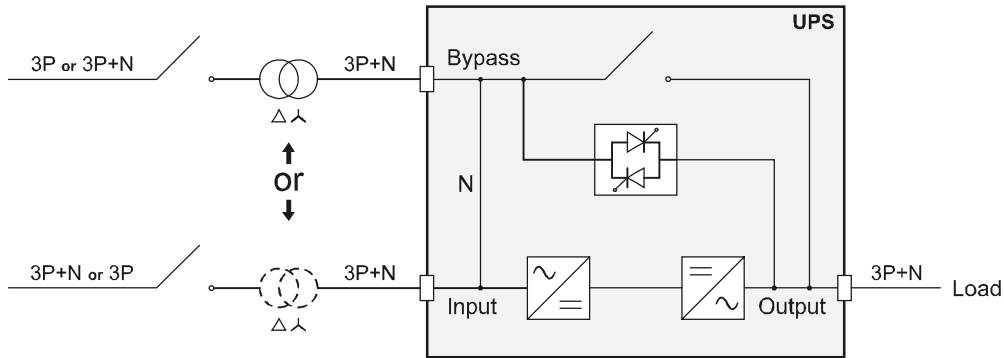 UPS
3P or 3P+N
3P+N
Bypass
or
N
3P+N or 3P
3P+N
Input
Output
3P+N
Load